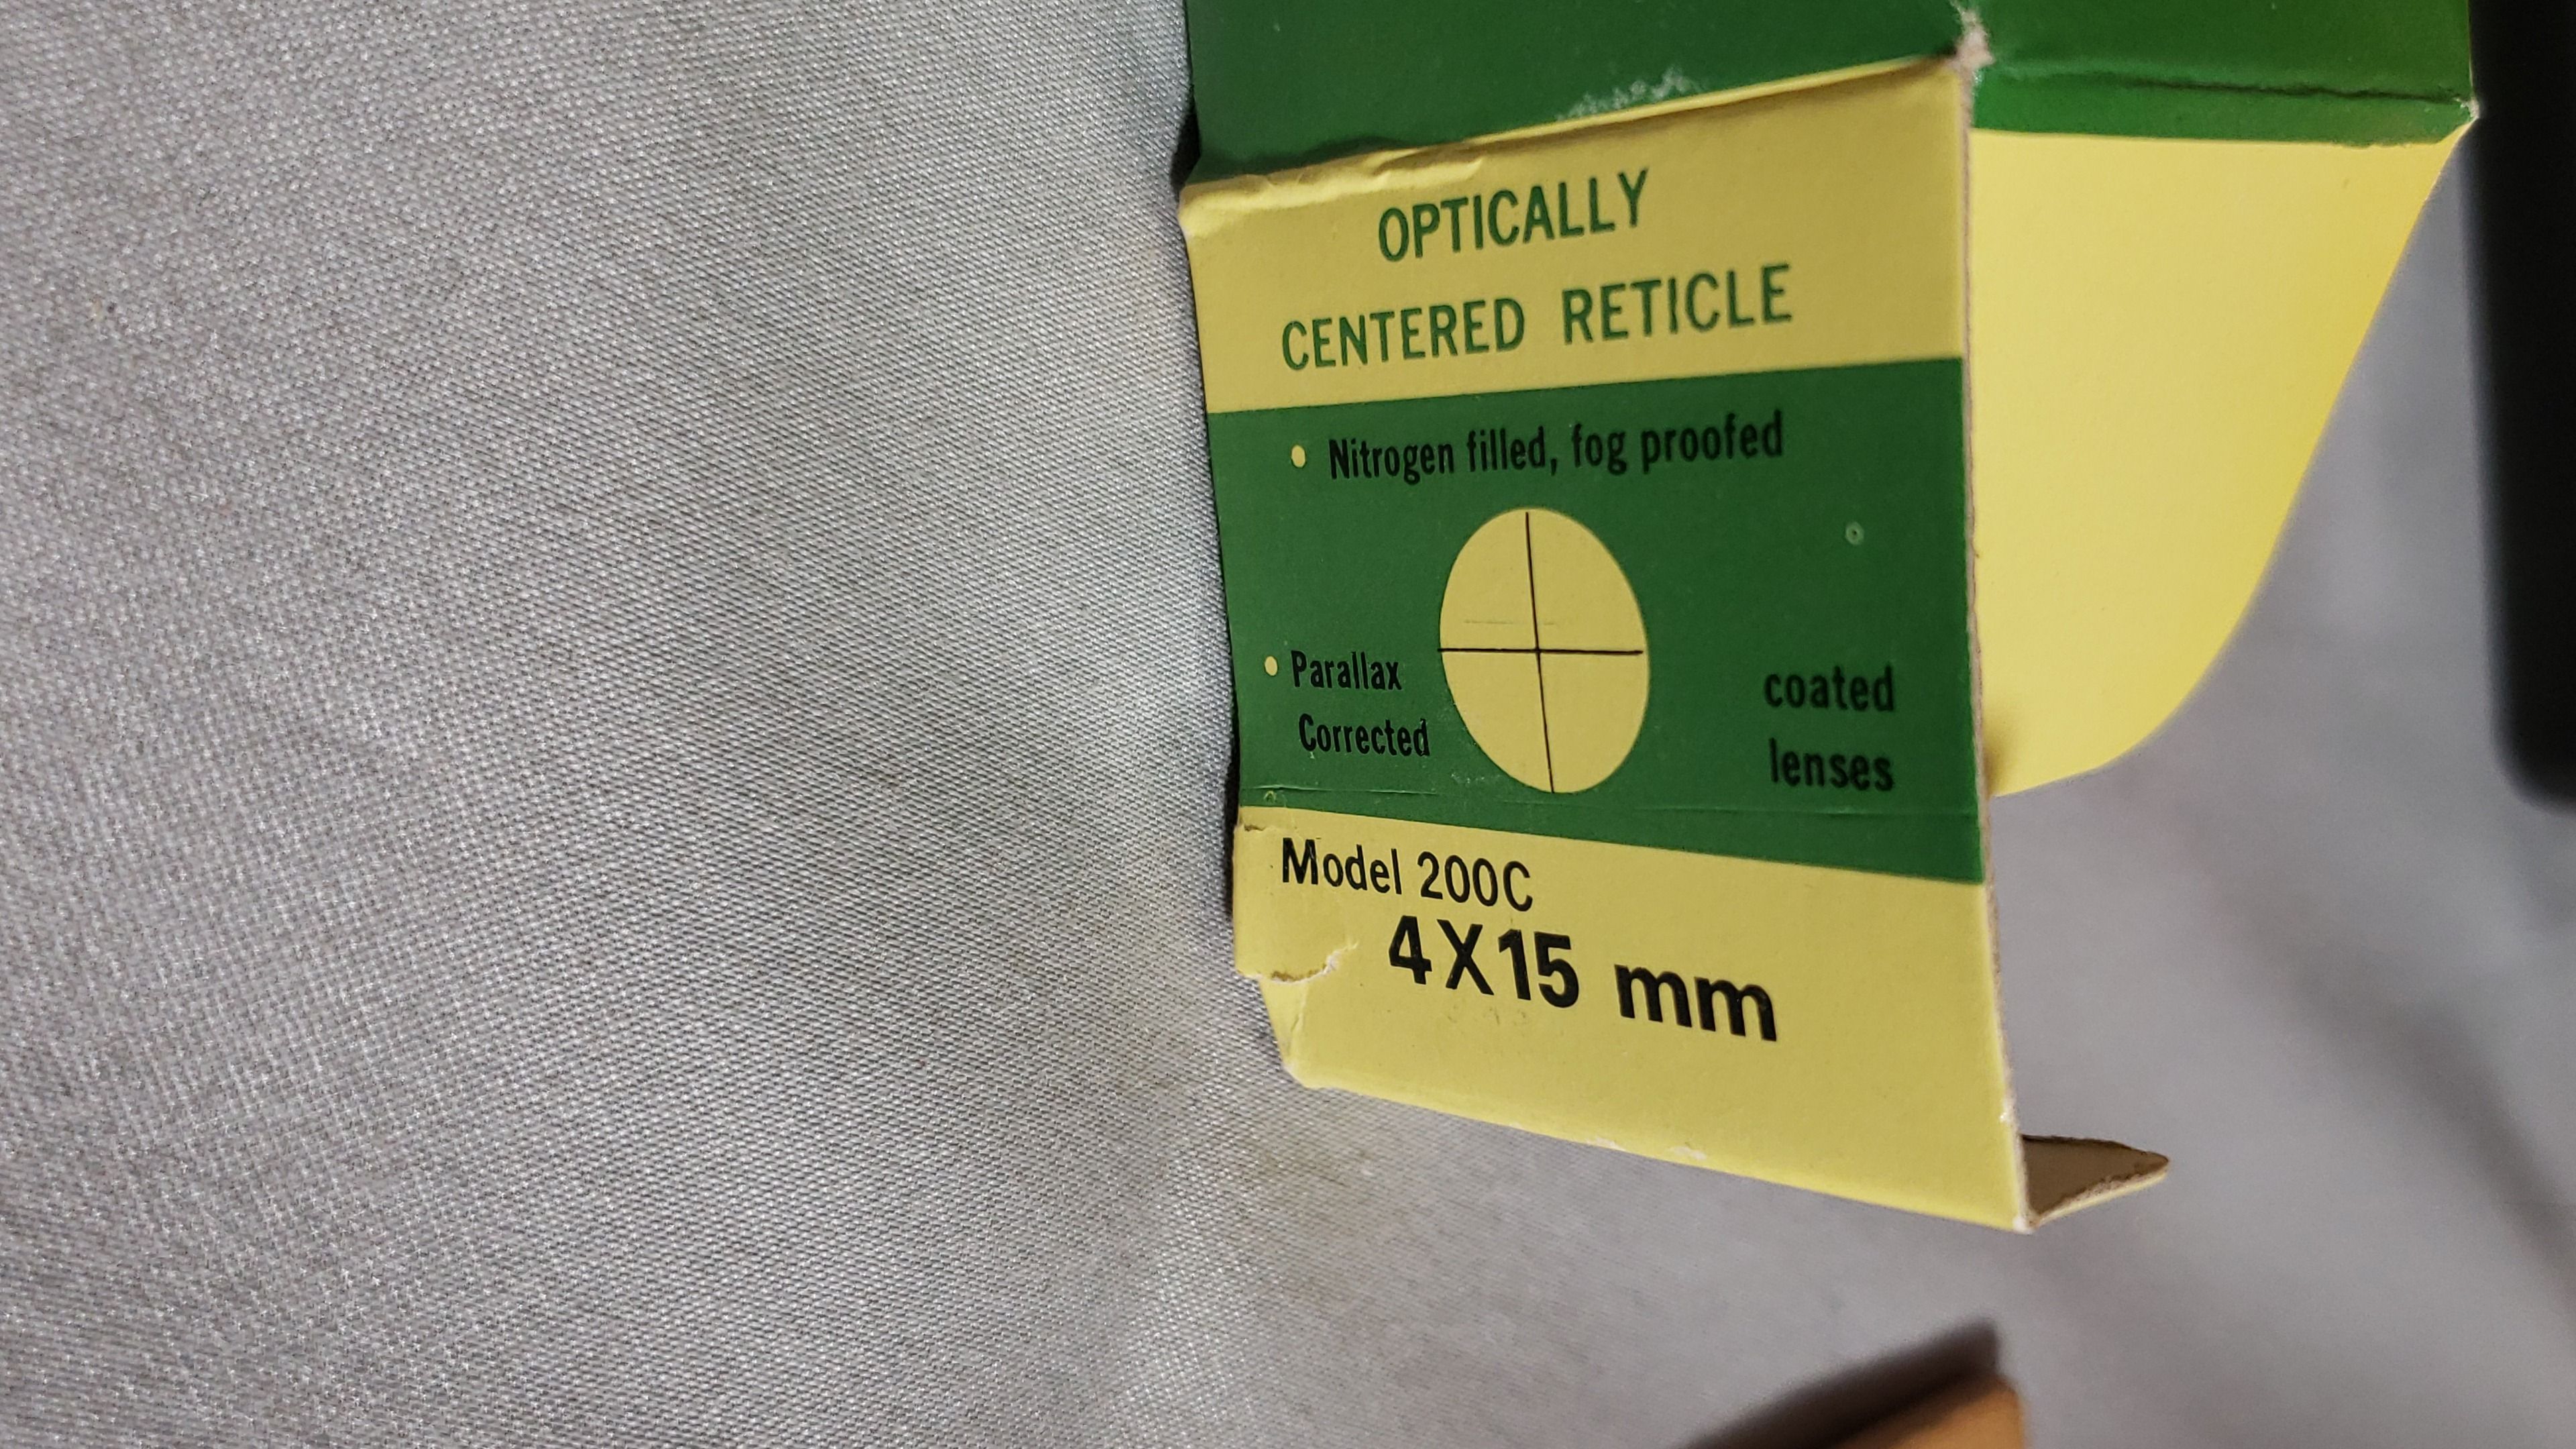 OPTICALLY
CENTERED RETICLE
• Nitrogen filled, fog proofed
• Parallax
Corrected
coated
lenses
Model 200C
4X15 mm